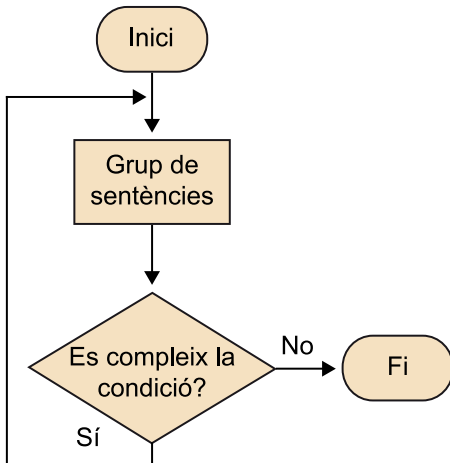 Inici
Grup de
sentències
Es compleix la
condició?
No
Fi
Sí